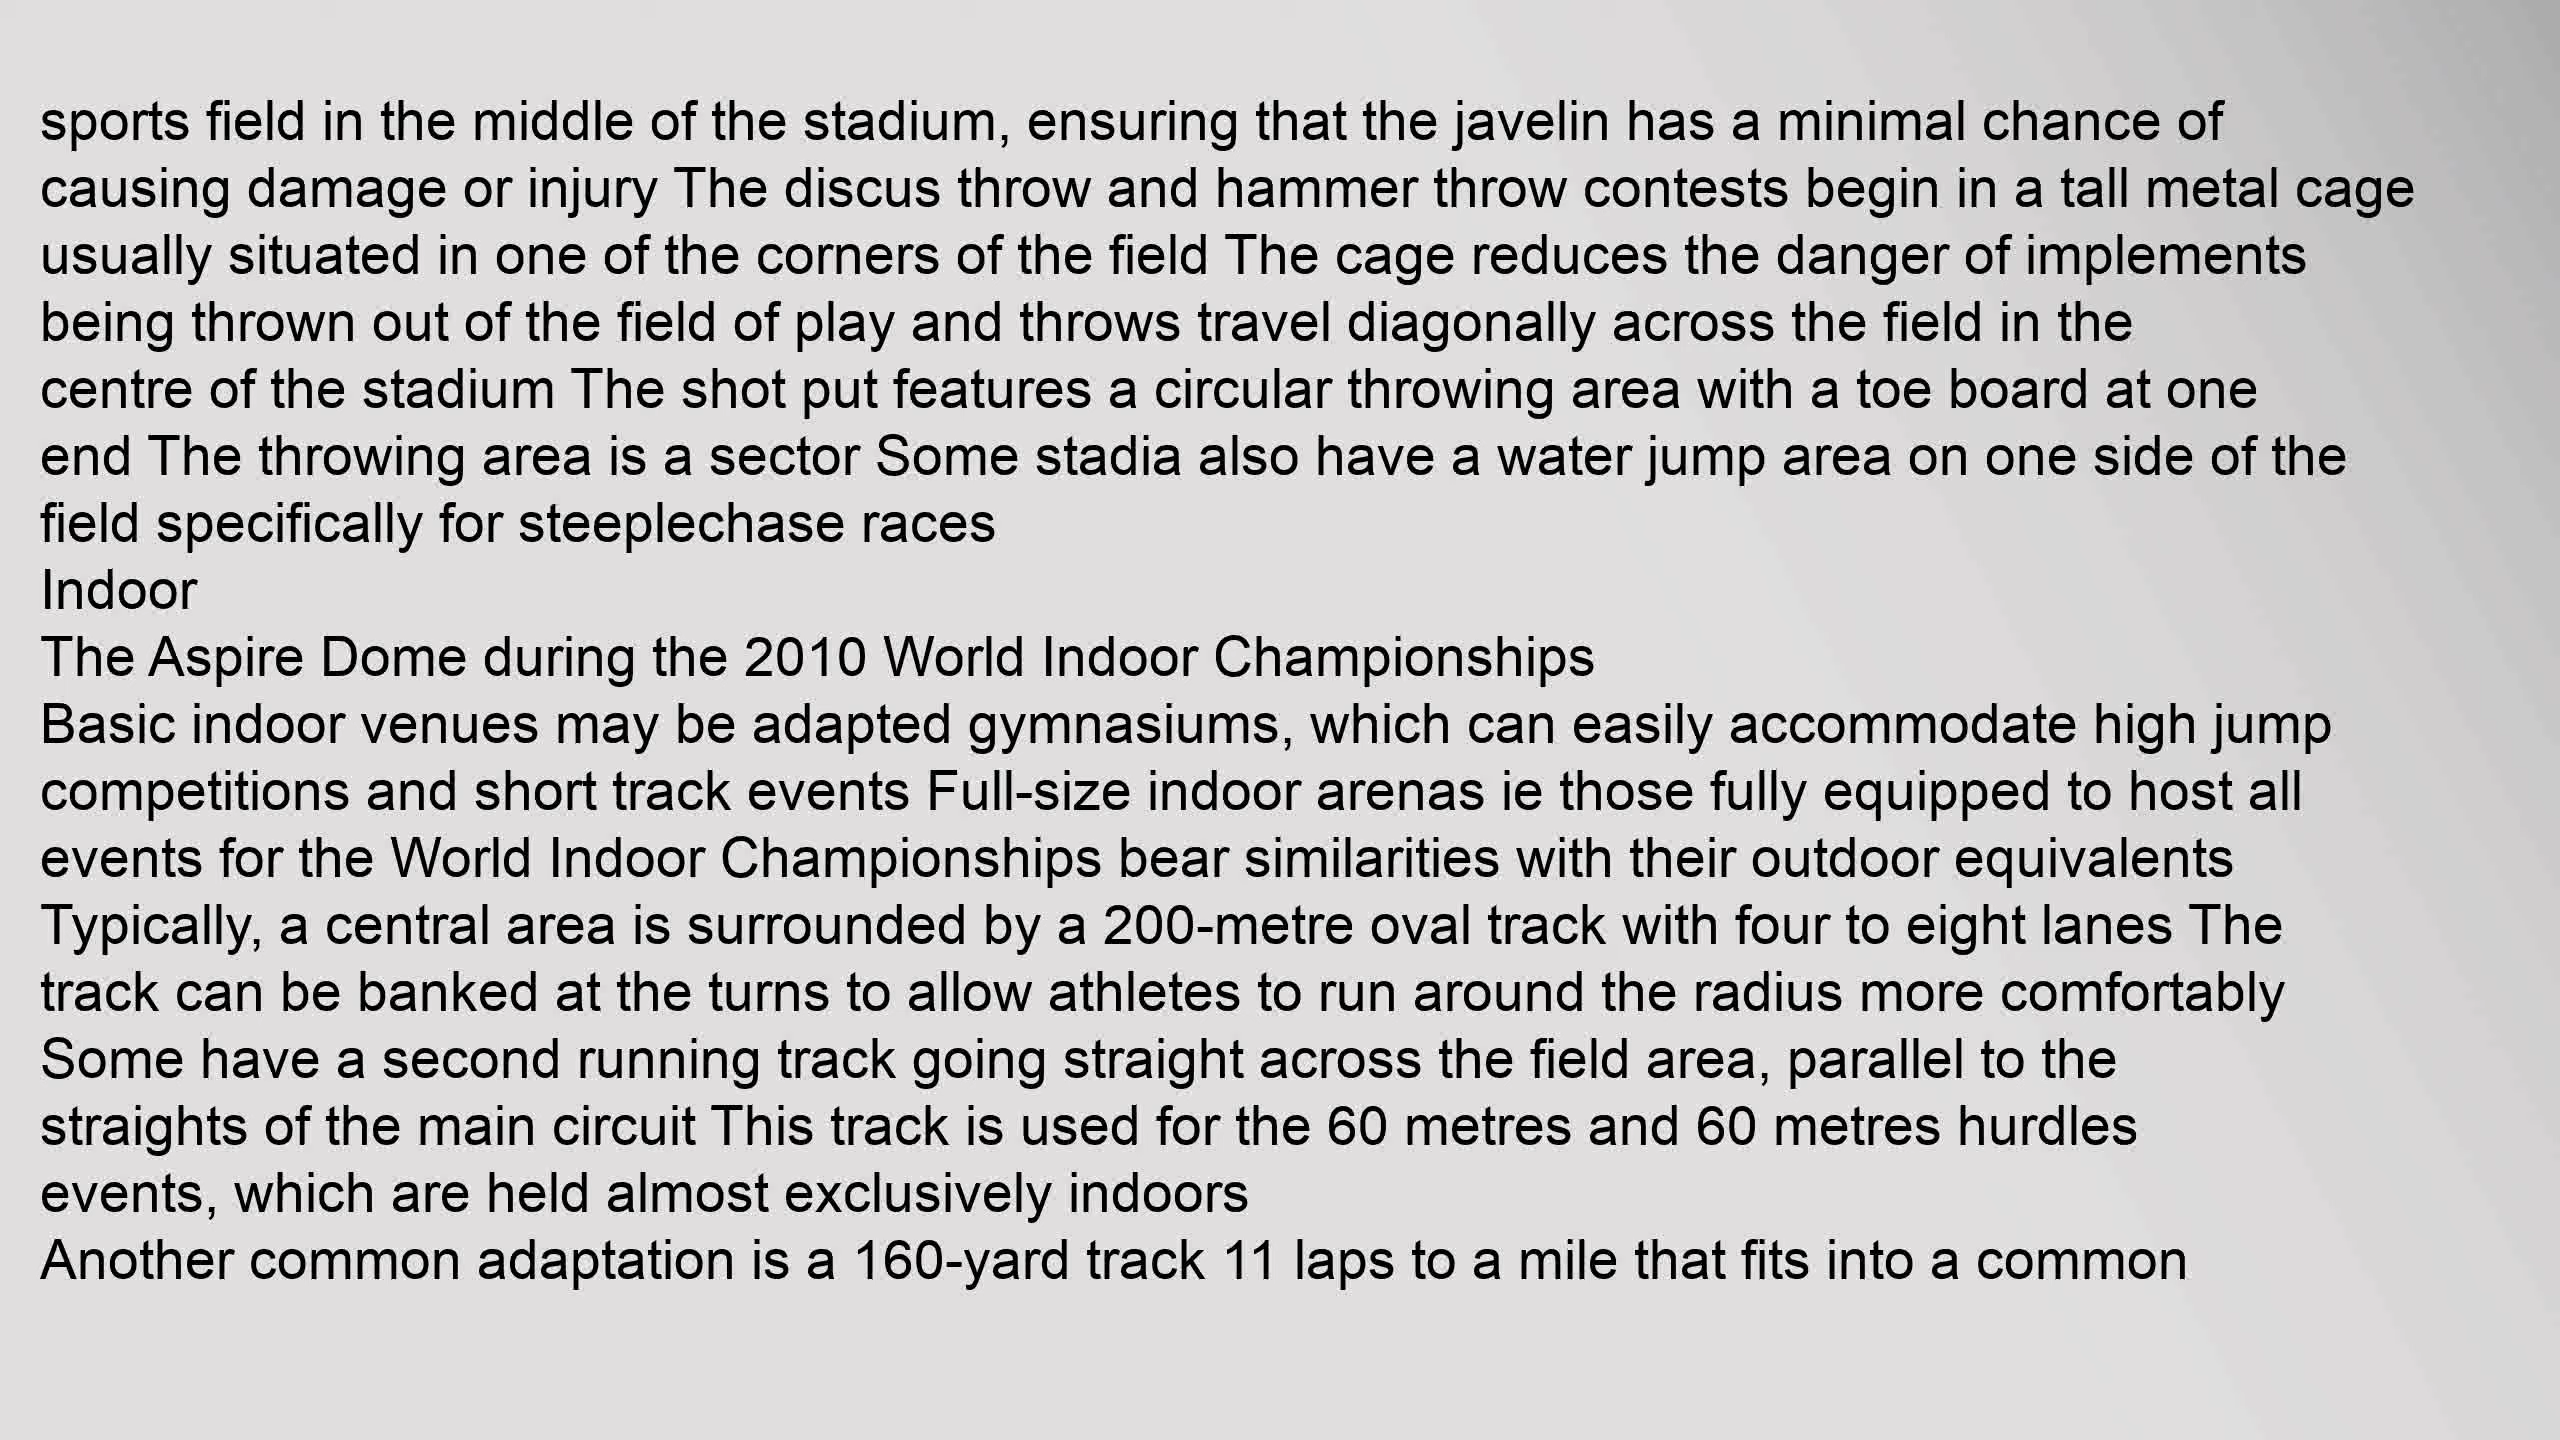 sports field in the middle of the stadium, ensuring that the javelin has a minimal chance of
causing damage or injury The discus throw and hammer throw contests begin in a tall metal cage
usually situated in one of the corners of the field The cage reduces the danger of implements
being thrown out of the field of play and throws travel diagonally across the field in the
centre of the stadium The shot put features a circular throwing area with a toe board at one
end The throwing area is a sector Some stadia also have a water jump area on one side of the
field specifically for steeplechase races
Indoor
The Aspire Dome during the 2010 World Indoor Championships
Basic indoor venues may be adapted gymnasiums, which can easily accommodate high jump
competitions and short track events Full-size indoor arenas ie those fully equipped to host all
events for the World Indoor Championships bear similarities with their outdoor equivalents
Typically, a central area is surrounded by a 200-metre oval track with four to eight lanes The
track can be banked at the turns to allow athletes to run around the radius more comfortably
Some have a second running track going straight across the field area, parallel to the
straights of the main circuit This track is used for the 60 metres and 60 metres hurdles
events, which are held almost exclusively indoors
Another common adaptation is a 160-yard track 11 laps to a mile that fits into a common